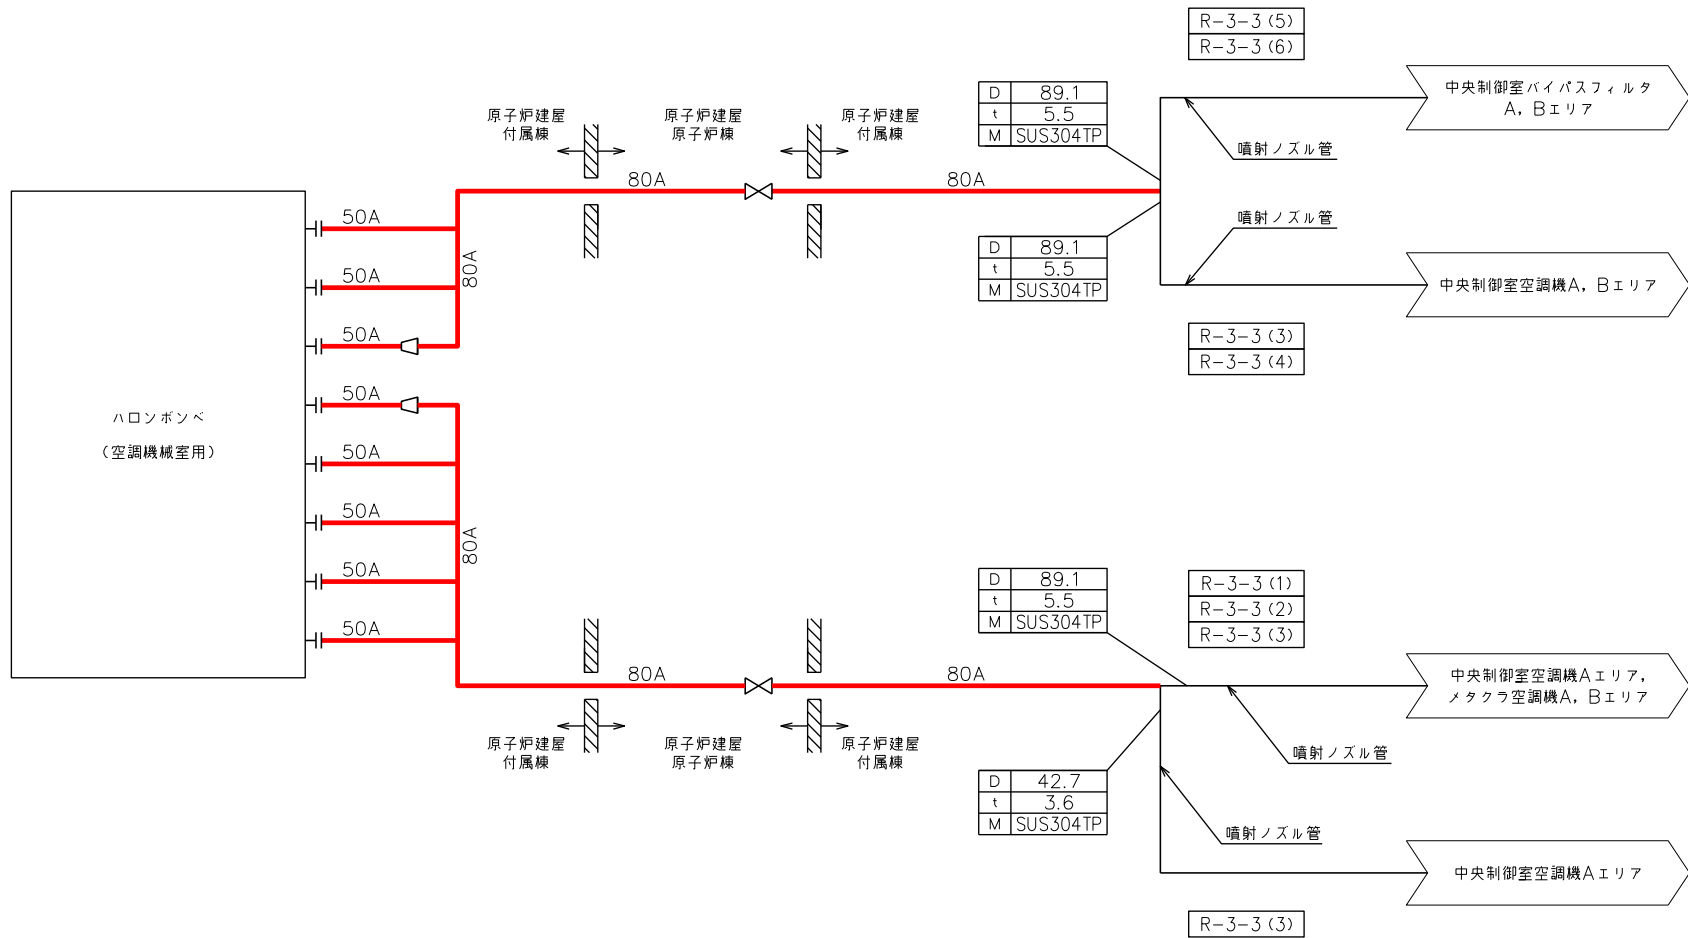 R-3-3(5)
R-3-3(6)
中央制御室バイパスフィルタ
A,Bエリア
D 89.1
t 5.5
M SUS304TP
原子炉建屋
付属棟
原子炉建屋
原子炉棟
原子炉建屋
付属棟
噴射ノズル管
80A
80A
50A
噴射ノズル管
80A
D 89.1
t 5.5
M SUS304TP
50A
中央制御室空調機A,Bエリア
50A
R-3-3(3)
R-3-3(4)
50A
ハロンボンベ
(空調機械室用)
50A
50A
80A
50A
50A
D 89.1
t 5.5
M SUS304TP
R-3-3(1)
R-3-3(2)
R-3-3(3)
80A
80A
中央制御室空調機Aエリア,
メタクラ空調機A,Bエリア
原子炉建屋
付属棟
原子炉建屋
原子炉棟
原子炉建屋
付属棟
噴射ノズル管
D 42.7
t 3.6
M SUS304TP
噴射ノズル管
中央制御室空調機Aエリア
R-3-3(3)